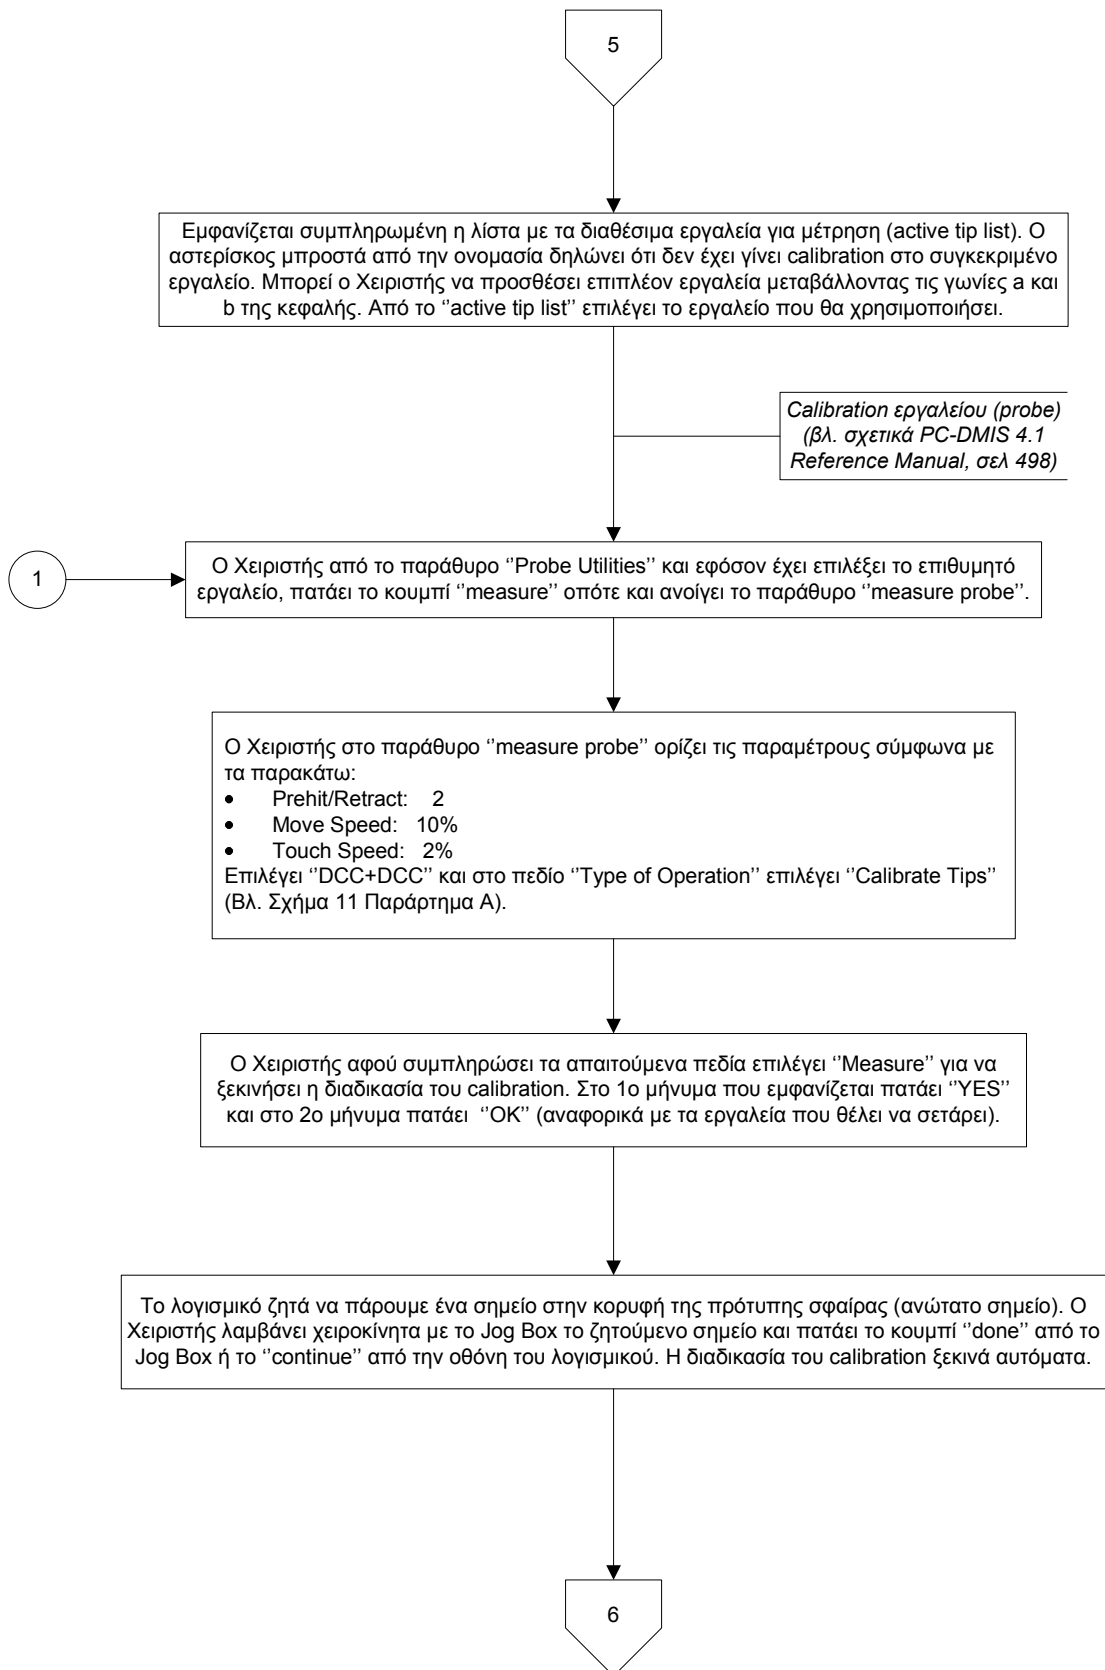 5
Εμφανίζεται συμπληρωμένη η λίστα με τα διαθέσιμα εργαλεία για μέτρηση (active tip list). Ο
αστερίσκος μπροστά από την ονομασία δηλώνει ότι δεν έχει γίνει calibration στο συγκεκριμένο
εργαλείο. Μπορεί ο Χειριστής να προσθέσει επιπλέον εργαλεία μεταβάλλοντας τις γωνίες a και
b της κεφαλής. Από το ‘’active tip list’’ επιλέγει το εργαλείο που θα χρησιμοποιήσει.
Calibration εργαλείου (probe)
(βλ. σχετικά PC-DMIS 4.1
Reference Manual, σελ 498)
1
Ο Χειριστής από το παράθυρο ‘’Probe Utilities’’ και εφόσον έχει επιλέξει το επιθυμητό
εργαλείο, πατάει το κουμπί ‘’measure’’ οπότε και ανοίγει το παράθυρο ‘’measure probe’’.
Ο Χειριστής στο παράθυρο ‘’measure probe’’ ορίζει τις παραμέτρους σύμφωνα με
τα παρακάτω:
• Prehit/Retract: 2
• Move Speed: 10%
• Touch Speed: 2%
Επιλέγει ‘’DCC+DCC’’ και στο πεδίο ‘’Type of Operation’’ επιλέγει ‘’Calibrate Tips’’
(Βλ. Σχήμα 11 Παράρτημα Α).
Ο Χειριστής αφού συμπληρώσει τα απαιτούμενα πεδία επιλέγει ‘’Measure’’ για να
ξεκινήσει η διαδικασία του calibration. Στο 1ο μήνυμα που εμφανίζεται πατάει ‘’YES’’
και στο 2ο μήνυμα πατάει ‘’OK’’ (αναφορικά με τα εργαλεία που θέλει να σετάρει).
Το λογισμικό ζητά να πάρουμε ένα σημείο στην κορυφή της πρότυπης σφαίρας (ανώτατο σημείο). Ο
Χειριστής λαμβάνει χειροκίνητα με το Jog Box το ζητούμενο σημείο και πατάει το κουμπί ‘’done’’ από το
Jog Box ή το ‘’continue’’ από την οθόνη του λογισμικού. Η διαδικασία του calibration ξεκινά αυτόματα.
6